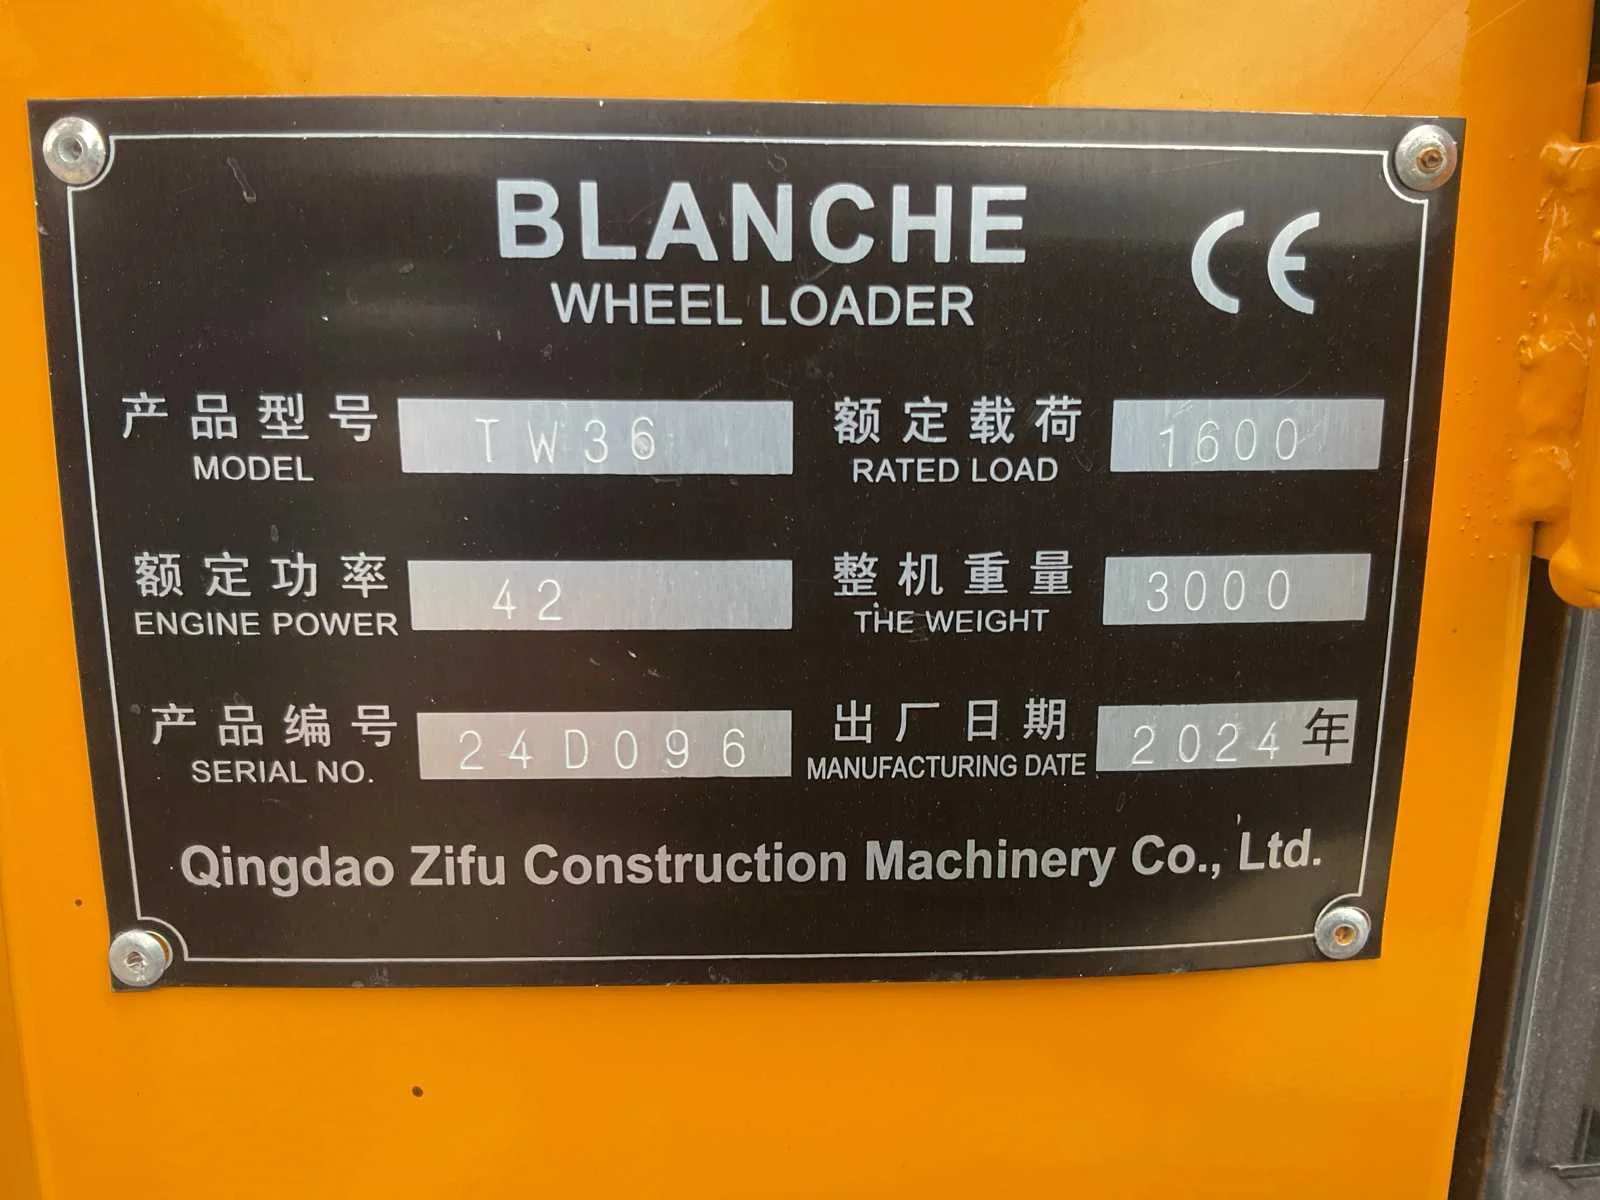 BLANCHE
CE
WHEEL LOADER
产品型号 TW36 额定载荷 1600
MODEL RATED LOAD
额定功率 42 整机重量 3000
ENGINE POWER THE WEIGHT
产品编号 24D096 出厂日期 2024年
SERIAL NO. MANUFACTURING DATE
Qingdao Zifu Construction Machinery Co., Ltd.